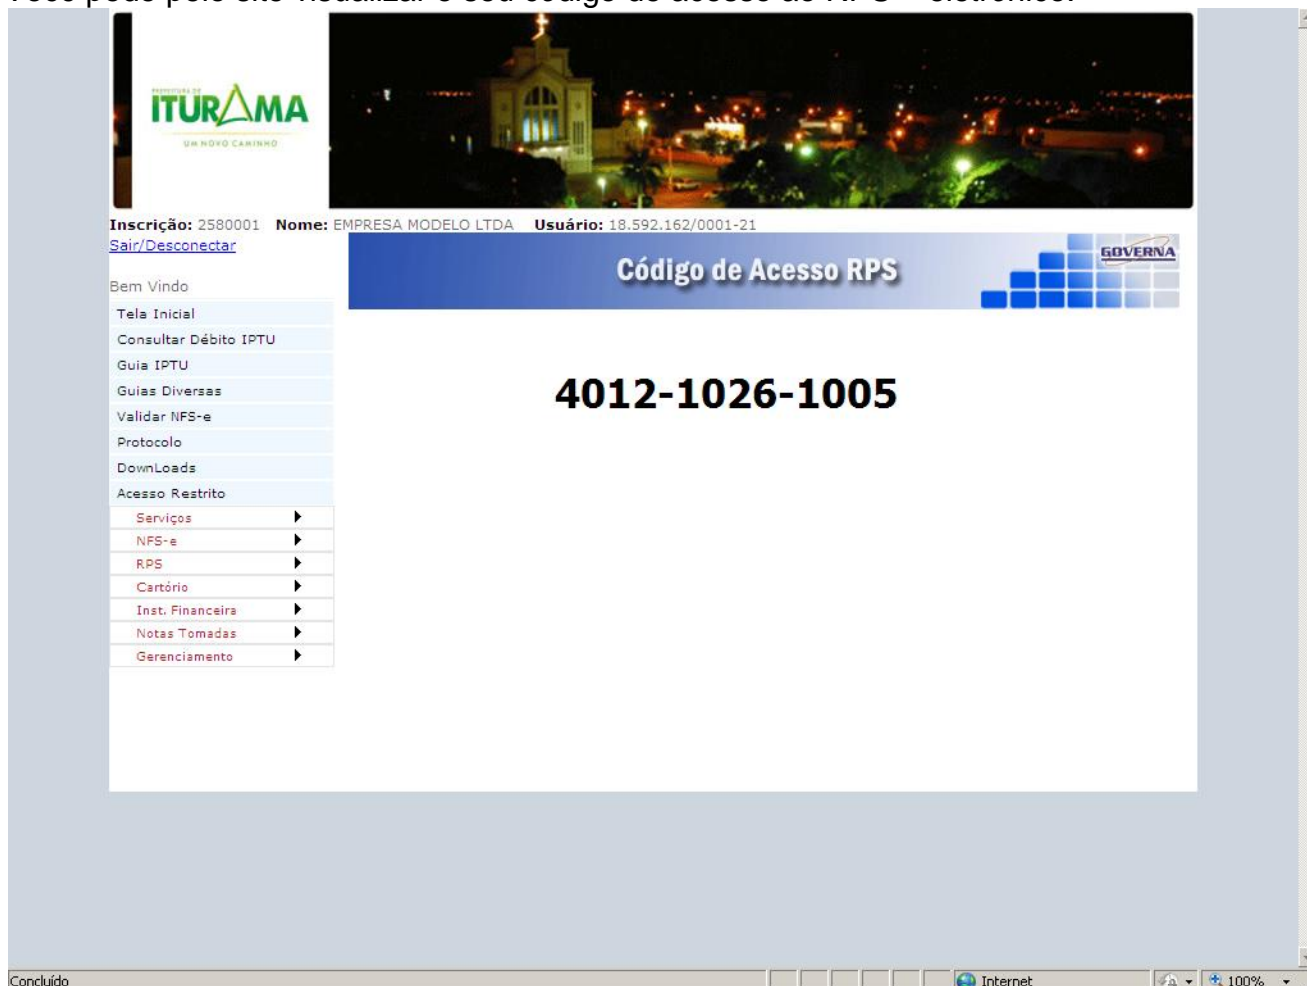 PREFEITURA DE
ITURAMA
UM NOVO CAMINHO
Inscrição: 2580001 Nome: EMPRESA MODELO LTDA Usuário: 18.592.162/0001-21
Sair/Desconectar
Código de Acesso RPS
GOVERNA
Bem Vindo
Tela Inicial
Consultar Débito IPTU
Guia IPTU
Guias Diversas
Validar NFS-e
Protocolo
DownLoads
Acesso Restrito
Serviços
NFS-e
RPS
Cartório
Inst. Financeira
Notas Tomadas
Gerenciamento
4012-1026-1005
Concluído
Internet
100%